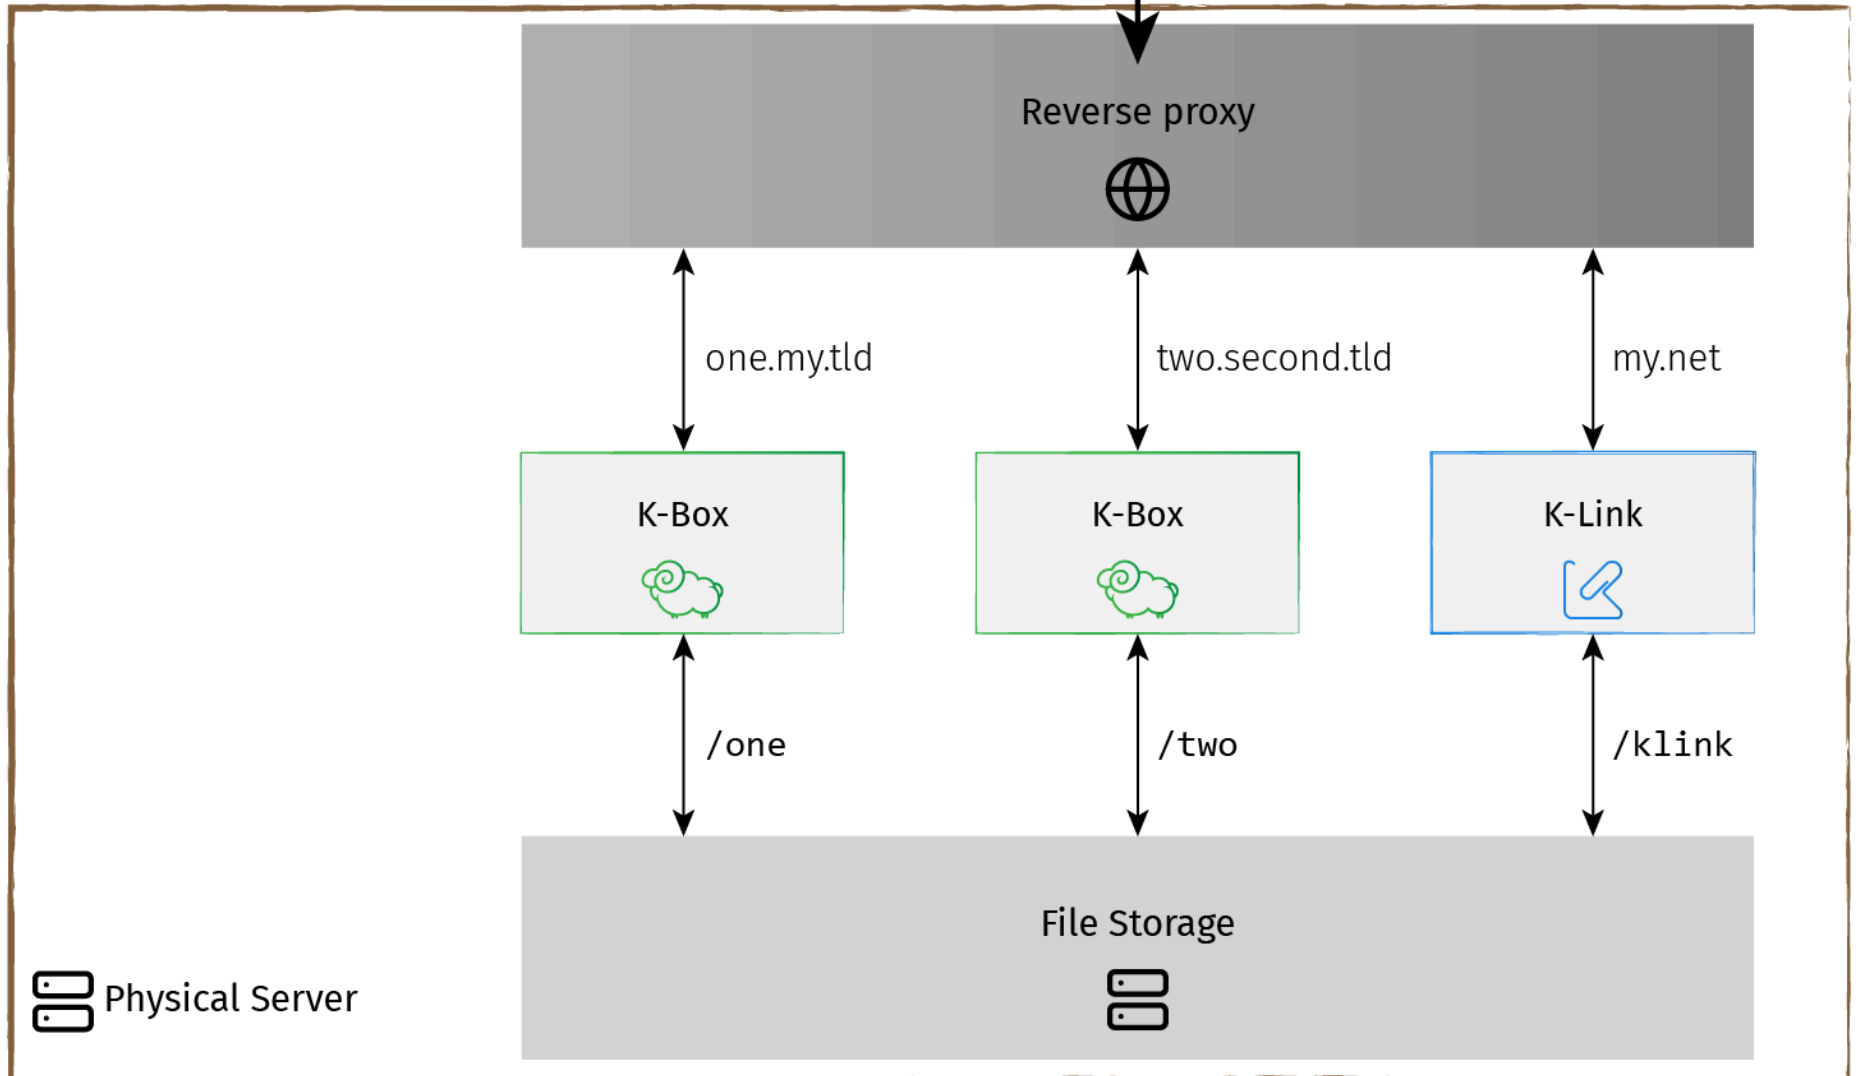 Reverse proxy
one.my.tld
two.second.tld
my.net
K-Box
K-Box
K-Link
/one
/two
/klink
File Storage
Physical Server